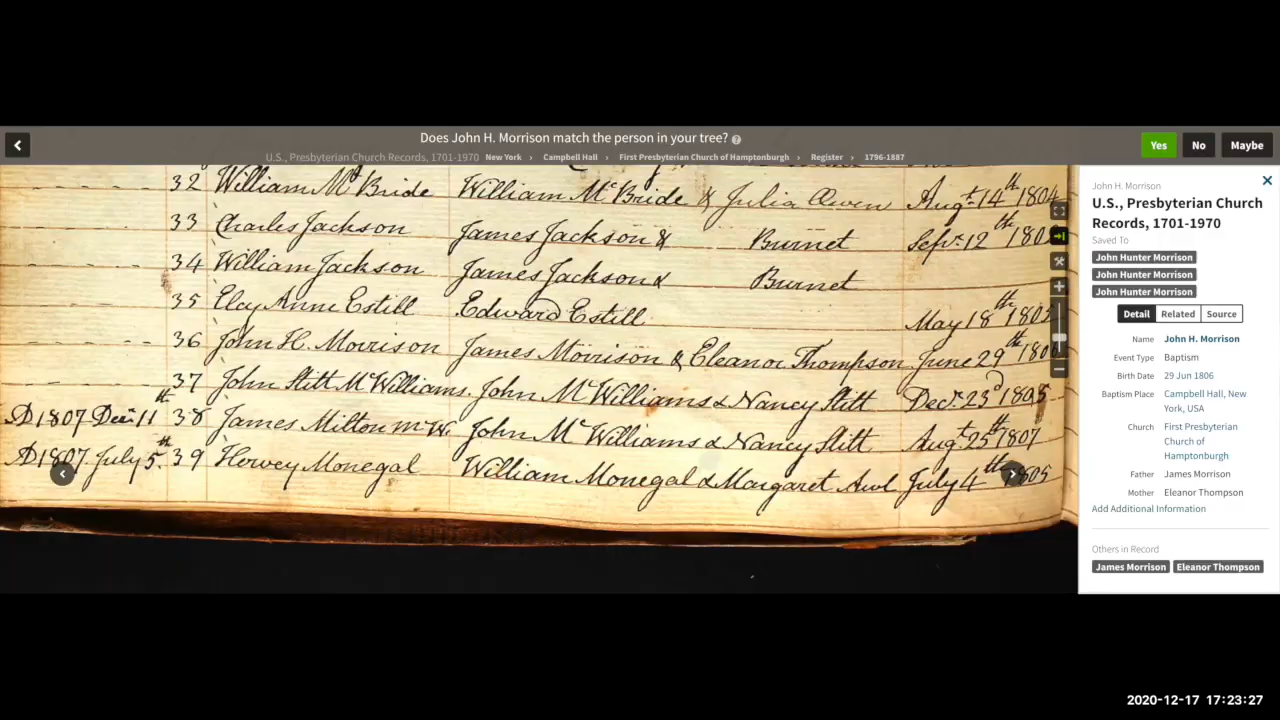 Does John H. Morrison match the person in your tree?
U.S., Presbyterian Church Records, 1701-1970 New York › Campbell Hall › First Presbyterian Church of Hamptonburgh › Register › 1796-1887
Yes No Maybe
32 William Mc Bride William Mc Bride & Julia Owen Augt. 14th 1804
33 Charles Jackson James Jackson & Burnet Sepr. 12th 180
34 William Jackson James Jackson & Burnet
35 Elcy Anne Estill Edward Estill May 18th 180
36 John H. Morrison James Morrison & Eleanor Thompson June 29th 180
37 John Stitt McWilliams. John McWilliams & Nancy Stitt Decr. 23d 1805
D1807 Decr. 11th 38 James Milton McW. John McWilliams & Nancy Stitt Augt. 25th 1807
D1807 July 5th. 39 Hervey Monegal William Monegal & Margaret Awl July 4th 1805
John H. Morrison
U.S., Presbyterian Church
Records, 1701-1970
Saved To
John Hunter Morrison
John Hunter Morrison
John Hunter Morrison
Detail Related Source
Name John H. Morrison
Event Type Baptism
Birth Date 29 Jun 1806
Baptism Place Campbell Hall, New
York, USA
Church First Presbyterian
Church of
Hamptonburgh
Father James Morrison
Mother Eleanor Thompson
Add Additional Information
Others in Record
James Morrison Eleanor Thompson
2020-12-17 17:23:27